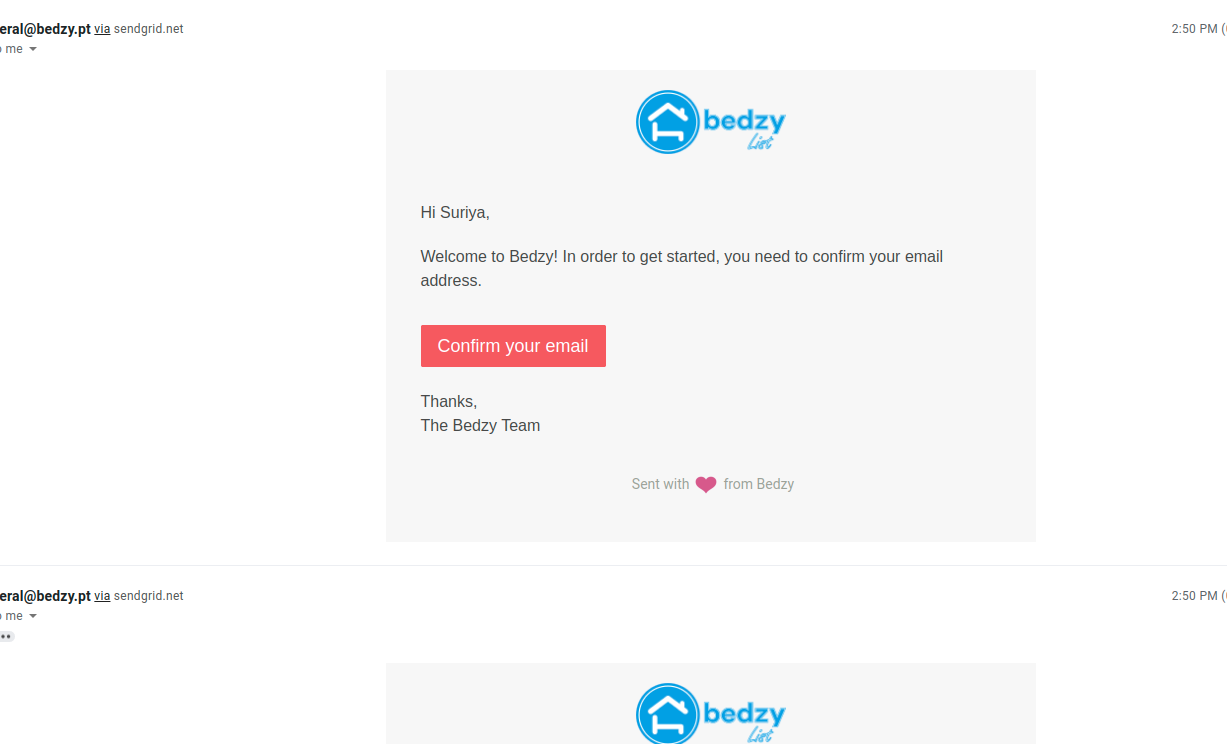 eral@bedzy.pt via sendgrid.net
2:50 PM (
me
bedzy
List
Hi Suriya,
Welcome to Bedzy! In order to get started, you need to confirm your email
address.
Confirm your email
Thanks,
The Bedzy Team
Sent with from Bedzy
eral@bedzy.pt via sendgrid.net
2:50 PM (
me
bedzy
List